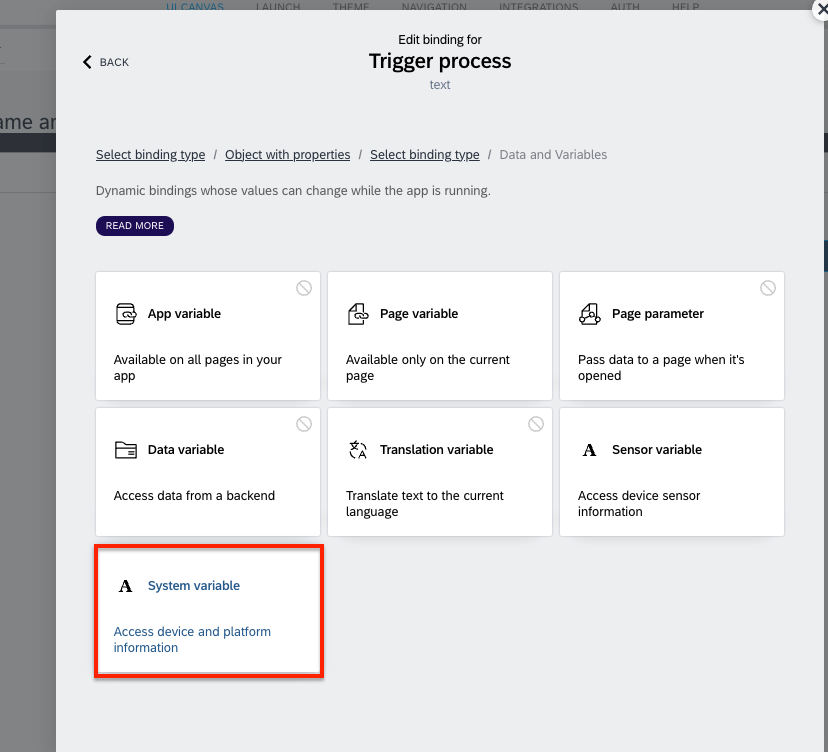 UI CANVAS LAUNCH THEME NAVIGATION INTEGRATIONS AUTH HELP
Edit binding for
BACK
Trigger process
text
ame ar
Select binding type / Object with properties / Select binding type / Data and Variables
Dynamic bindings whose values can change while the app is running.
READ MORE
App variable
Available on all pages in your
app
Page variable
Available only on the current
page
Page parameter
Pass data to a page when it's
opened
Data variable
Access data from a backend
Translation variable
Translate text to the current
language
A Sensor variable
Access device sensor
information
A System variable
Access device and platform
information